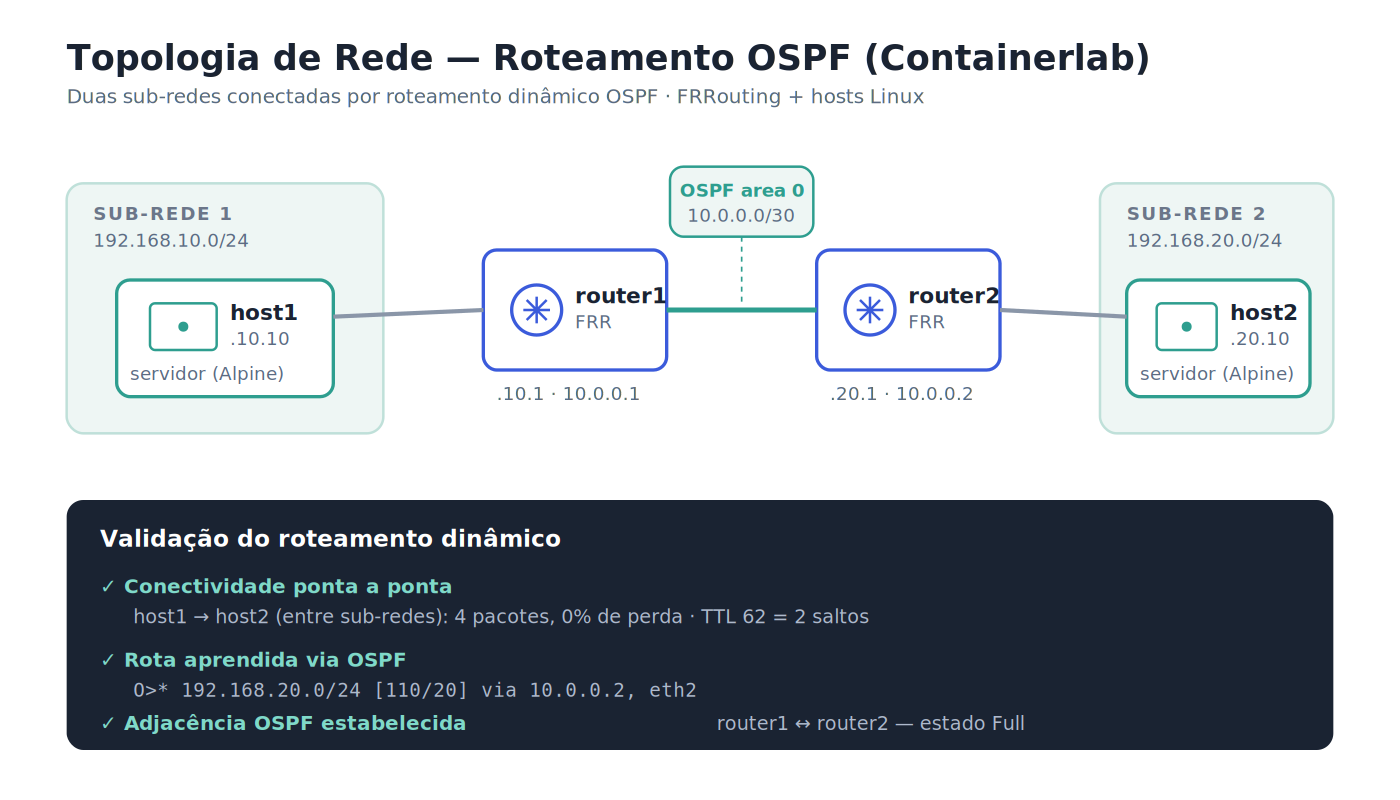 Topologia de Rede — Roteamento OSPF (Containerlab)
Duas sub-redes conectadas por roteamento dinâmico OSPF · FRRouting + hosts Linux
SUB-REDE 1
192.168.10.0/24
host1
.10.10
servidor (Alpine)
OSPF area 0
10.0.0.0/30
router1
FRR
.10.1 · 10.0.0.1
router2
FRR
.20.1 · 10.0.0.2
SUB-REDE 2
192.168.20.0/24
host2
.20.10
servidor (Alpine)
Validação do roteamento dinâmico
✓ Conectividade ponta a ponta
host1 → host2 (entre sub-redes): 4 pacotes, 0% de perda · TTL 62 = 2 saltos
✓ Rota aprendida via OSPF
O>* 192.168.20.0/24 [110/20] via 10.0.0.2, eth2
✓ Adjacência OSPF estabelecida router1 ↔ router2 — estado Full